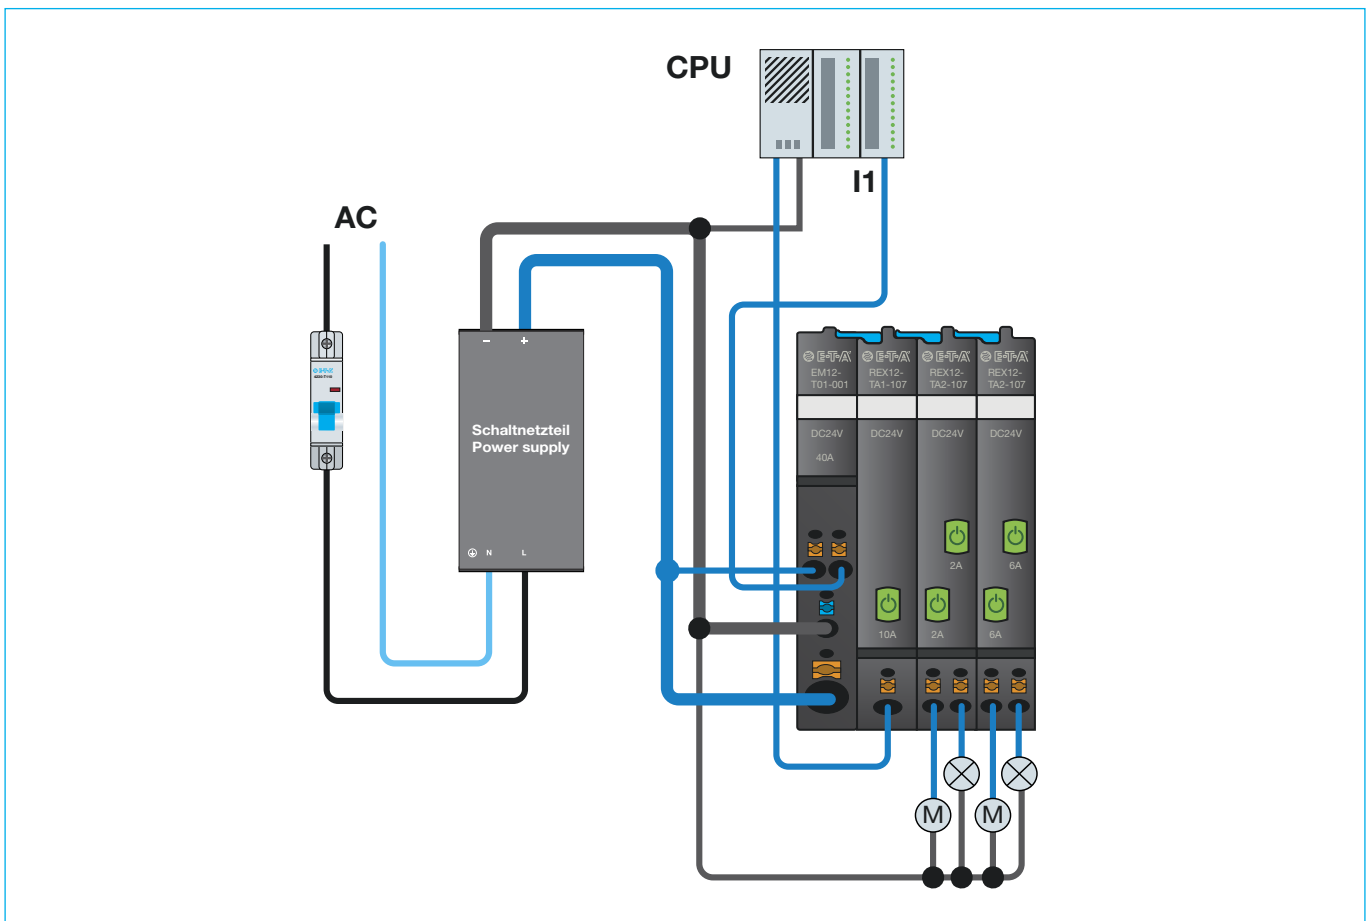 CPU
I1
AC
− +
Schaltnetzteil
Power supply
N L
E-T-A E-T-A E-T-A E-T-A
EM12-
T01-001
REX12-
TA1-107
REX12-
TA2-107
REX12-
TA2-107
DC24V DC24V DC24V DC24V
40A
2A 6A
10A 2A 6A
M M